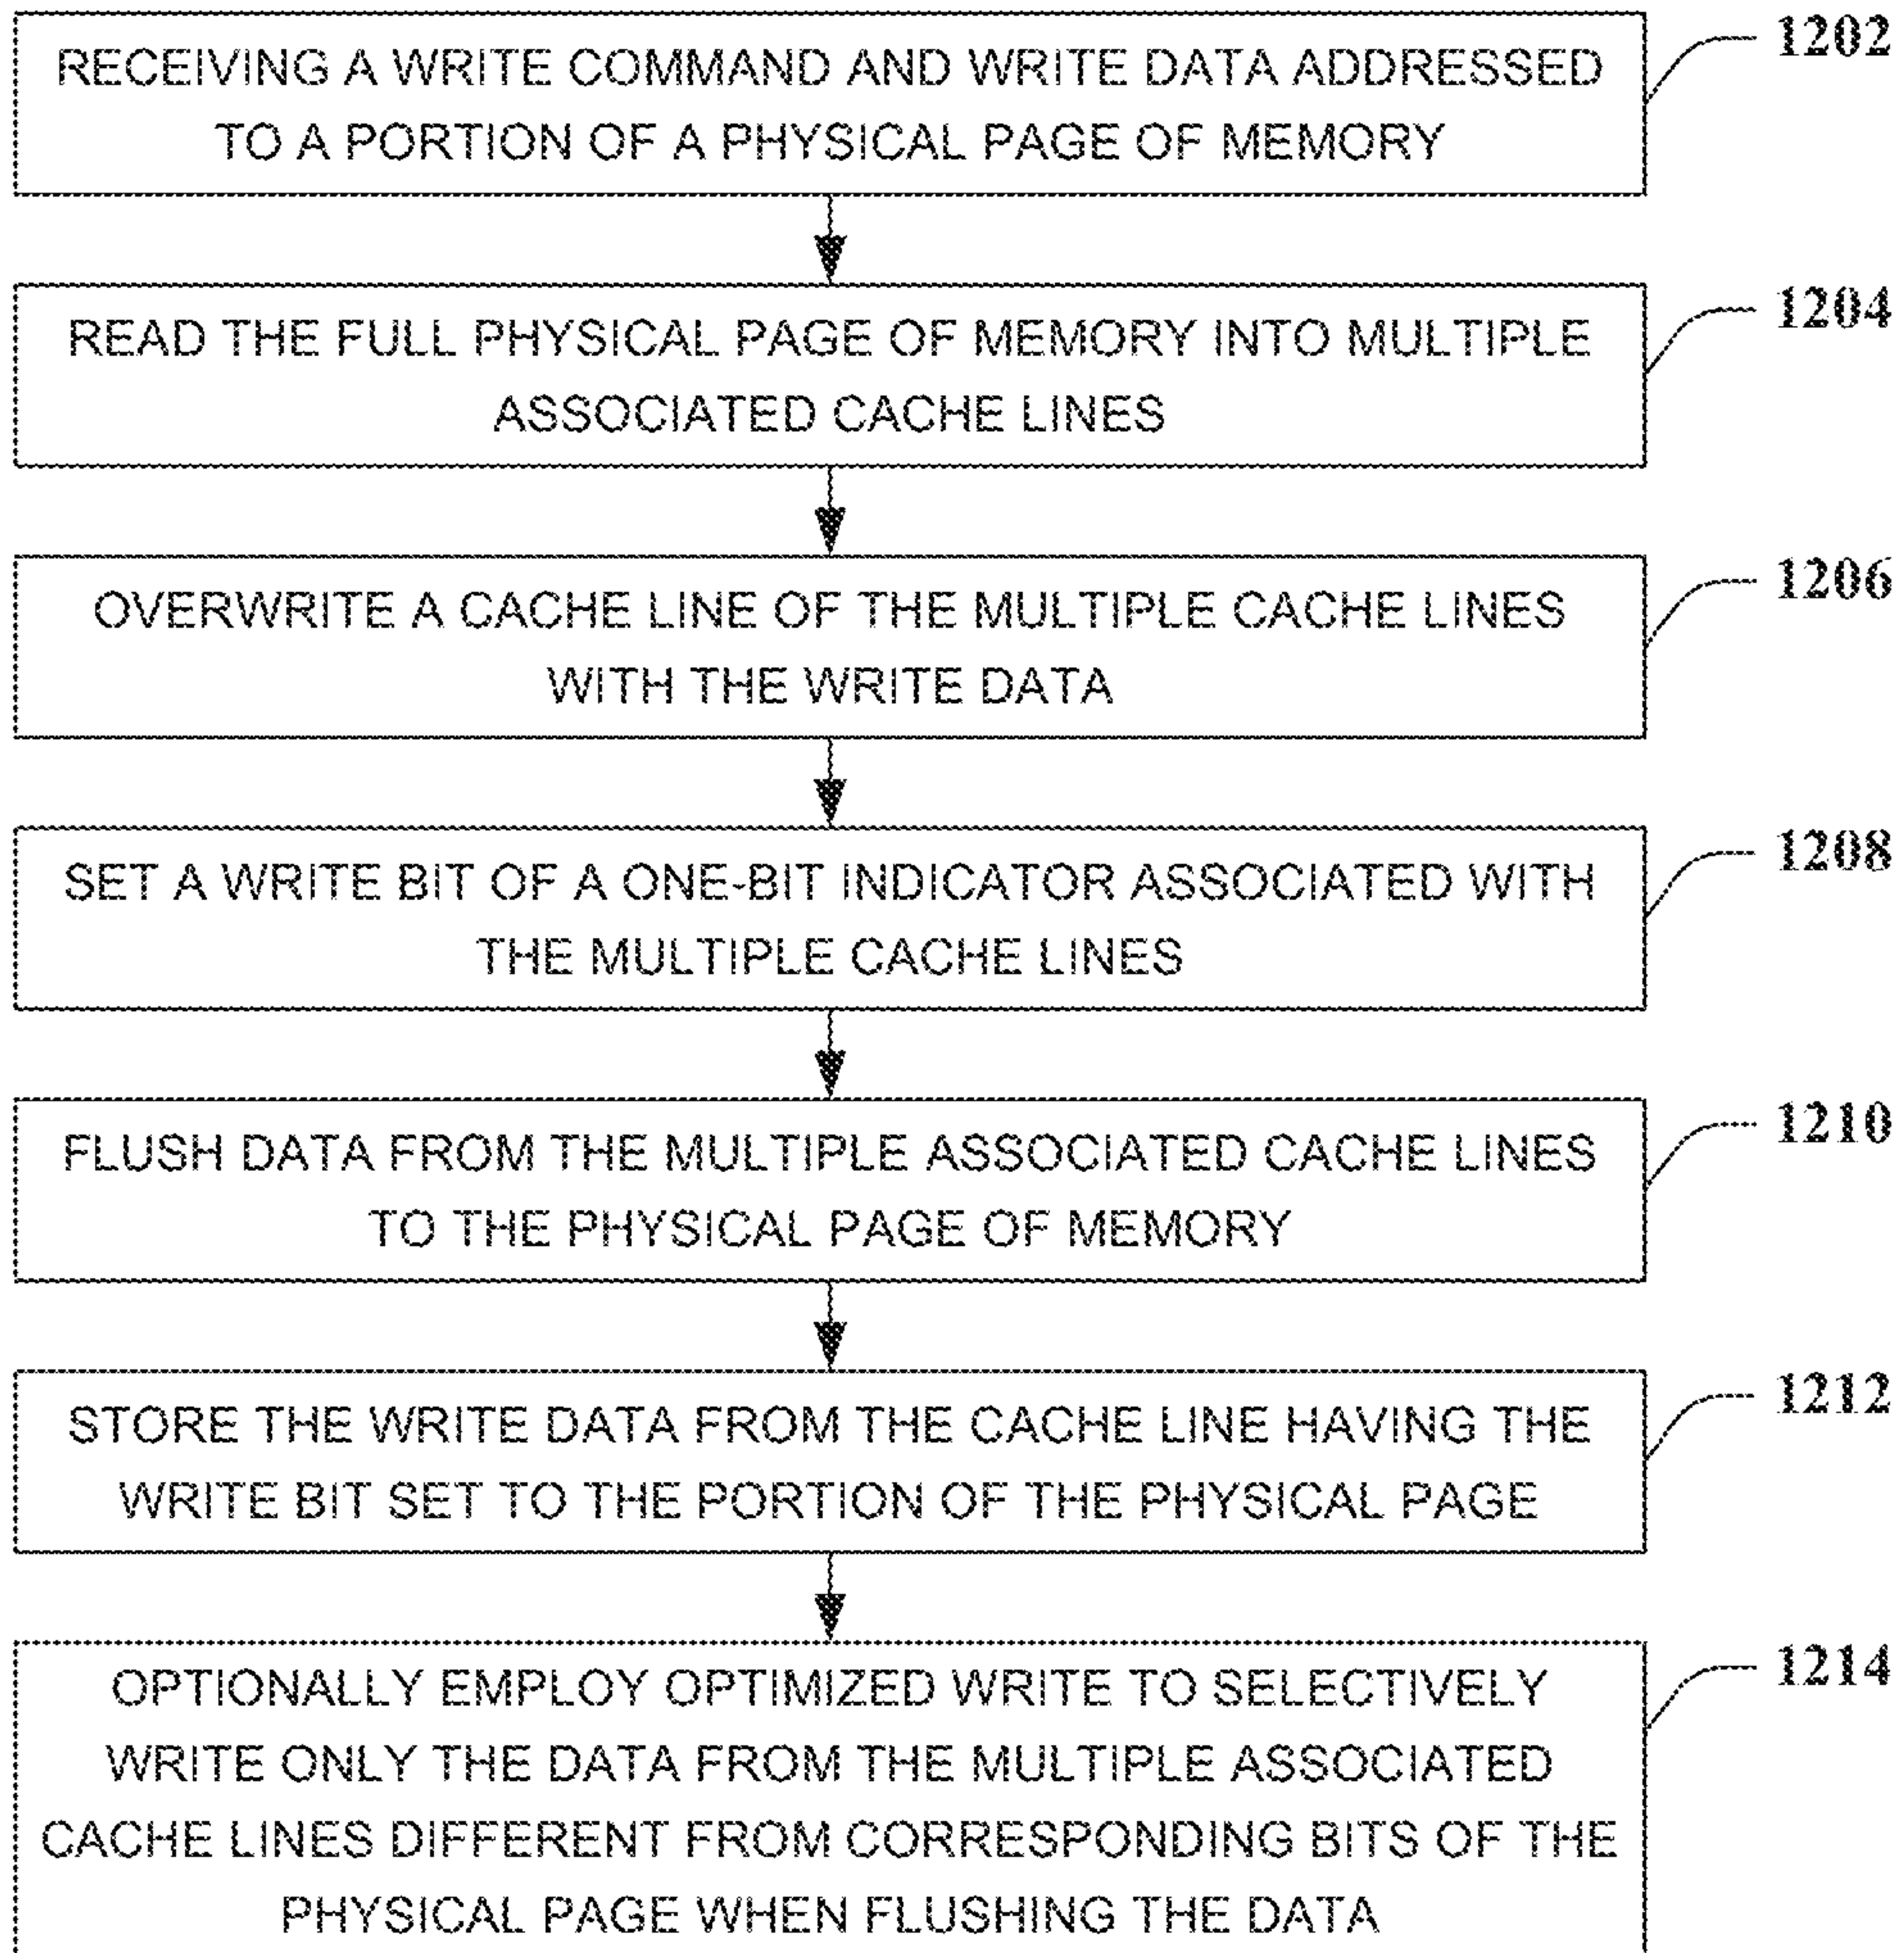 RECEIVING A WRITE COMMAND AND WRITE DATA ADDRESSED
TO A PORTION OF A PHYSICAL PAGE OF MEMORY
1202
READ THE FULL PHYSICAL PAGE OF MEMORY INTO MULTIPLE
ASSOCIATED CACHE LINES
1204
OVERWRITE A CACHE LINE OF THE MULTIPLE CACHE LINES
WITH THE WRITE DATA
1206
SET A WRITE BIT OF A ONE-BIT INDICATOR ASSOCIATED WITH
THE MULTIPLE CACHE LINES
1208
FLUSH DATA FROM THE MULTIPLE ASSOCIATED CACHE LINES
TO THE PHYSICAL PAGE OF MEMORY
1210
STORE THE WRITE DATA FROM THE CACHE LINE HAVING THE
WRITE BIT SET TO THE PORTION OF THE PHYSICAL PAGE
1212
OPTIONALLY EMPLOY OPTIMIZED WRITE TO SELECTIVELY
WRITE ONLY THE DATA FROM THE MULTIPLE ASSOCIATED
CACHE LINES DIFFERENT FROM CORRESPONDING BITS OF THE
PHYSICAL PAGE WHEN FLUSHING THE DATA
1214